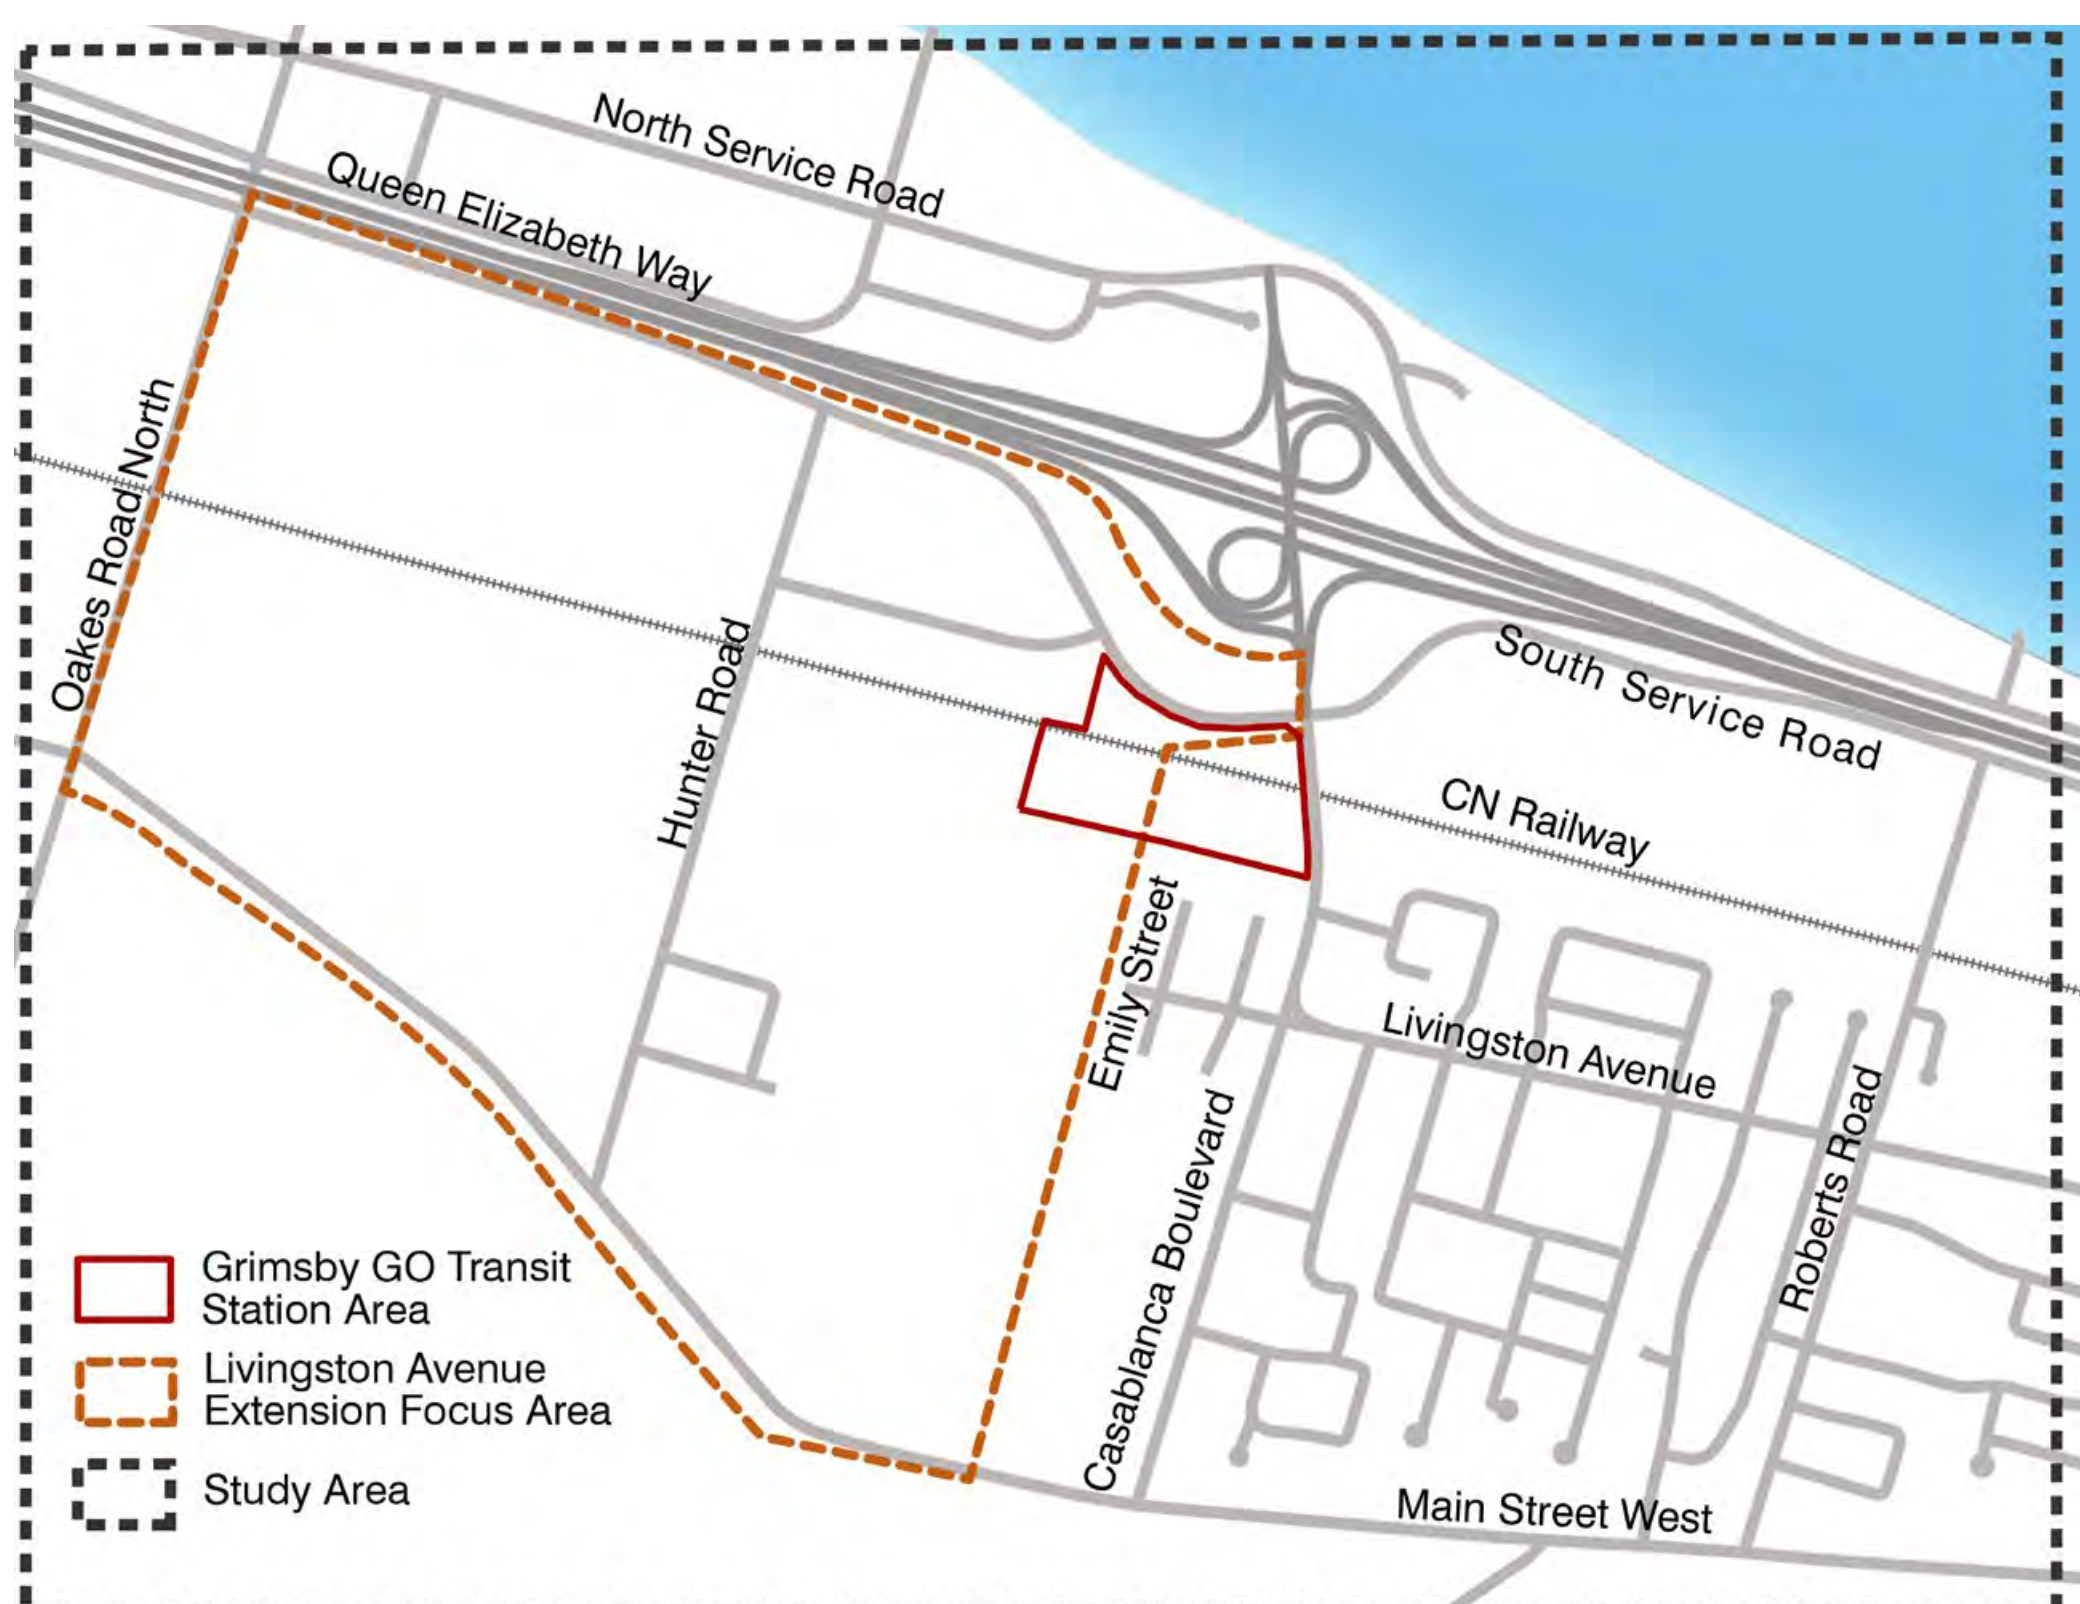 North Service Road
Queen Elizabeth Way
Oakes Road North
Hunter Road
South Service Road
CN Railway
Emily Street
Livingston Avenue
Casablanca Boulevard
Roberts Road
Main Street West
Grimsby GO Transit
Station Area
Livingston Avenue
Extension Focus Area
Study Area